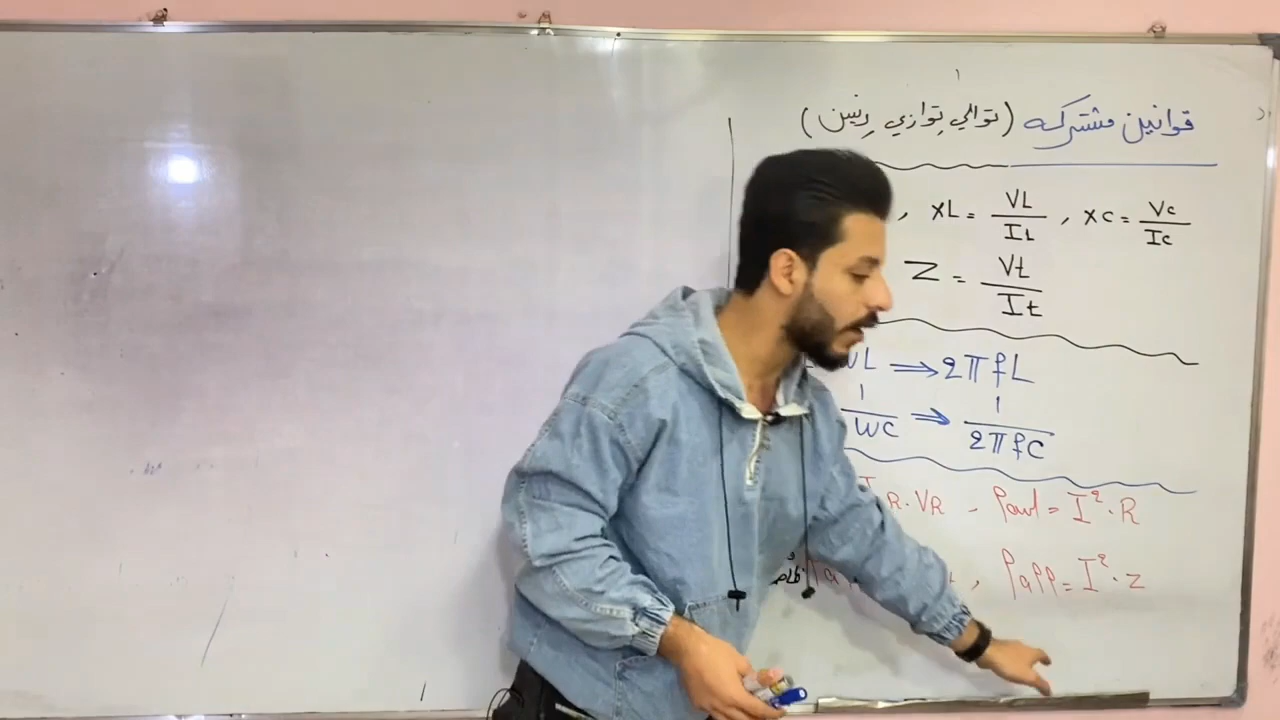 قوانين مشتركه (توالي توازي رنين)
, XL = VL/IL , XC = Vc/Ic
Z = Vt/It
WL ⇒ 2πfL
1/WC ⇒ 1/2πfC
R . VR , = I² . R
, Papp = I² . Z